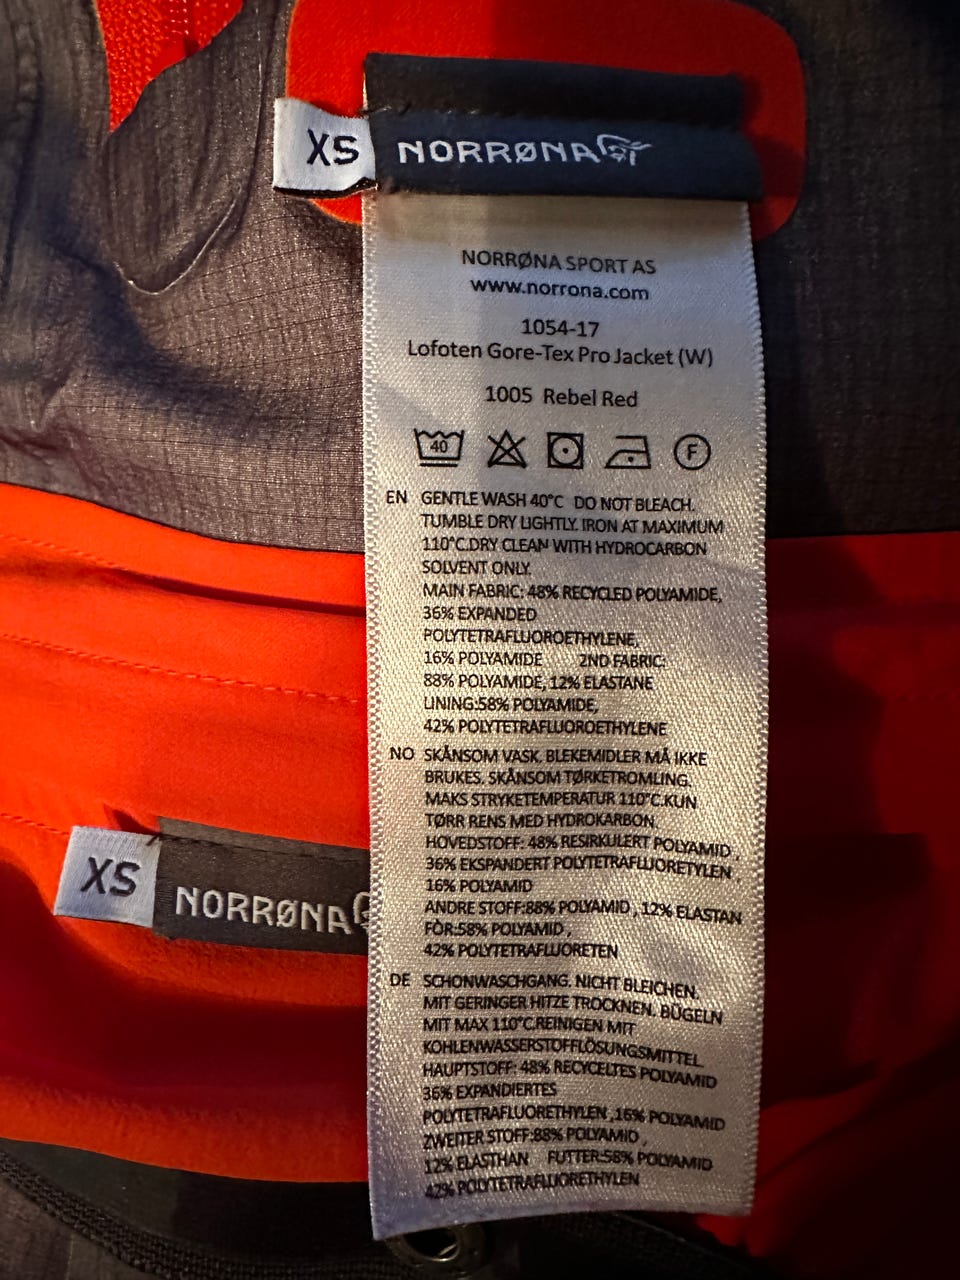 XS
NORRØNA
NORRØNA SPORT AS
www.norrona.com
1054-17
Lofoten Gore-Tex Pro Jacket (W)
1005 Rebel Red
40
F
EN GENTLE WASH 40°C DO NOT BLEACH.
TUMBLE DRY LIGHTLY. IRON AT MAXIMUM
110°C.DRY CLEAN WITH HYDROCARBON
SOLVENT ONLY.
MAIN FABRIC: 48% RECYCLED POLYAMIDE,
36% EXPANDED
POLYTETRAFLUOROETHYLENE,
16% POLYAMIDE 2ND FABRIC:
88% POLYAMIDE, 12% ELASTANE
LINING:58% POLYAMIDE,
42% POLYTETRAFLUOROETHYLENE
NO SKÅNSOM VASK. BLEKEMIDLER MÅ IKKE
BRUKES. SKÅNSOM TØRKETROMLING.
MAKS STRYKETEMPERATUR 110°C.KUN
TØRR RENS MED HYDROKARBON.
HOVEDSTOFF: 48% RESIRKULERT POLYAMID ,
36% EKSPANDERT POLYTETRAFLUORETYLEN
16% POLYAMID
ANDRE STOFF:88% POLYAMID , 12% ELASTAN
FÒR:58% POLYAMID ,
42% POLYTETRAFLUORETEN
DE SCHONWASCHGANG. NICHT BLEICHEN.
MIT GERINGER HITZE TROCKNEN. BÜGELN
MIT MAX 110°C.REINIGEN MIT
KOHLENWASSERSTOFFLÖSUNGSMITTEL.
HAUPTSTOFF: 48% RECYCELTES POLYAMID
36% EXPANDIERTES
POLYTETRAFLUORETHYLEN ,16% POLYAMID
ZWEITER STOFF:88% POLYAMID ,
12% ELASTHAN FUTTER:58% POLYAMID
42% POLYTETRAFLUORETHYLEN
XS
NORRØNA